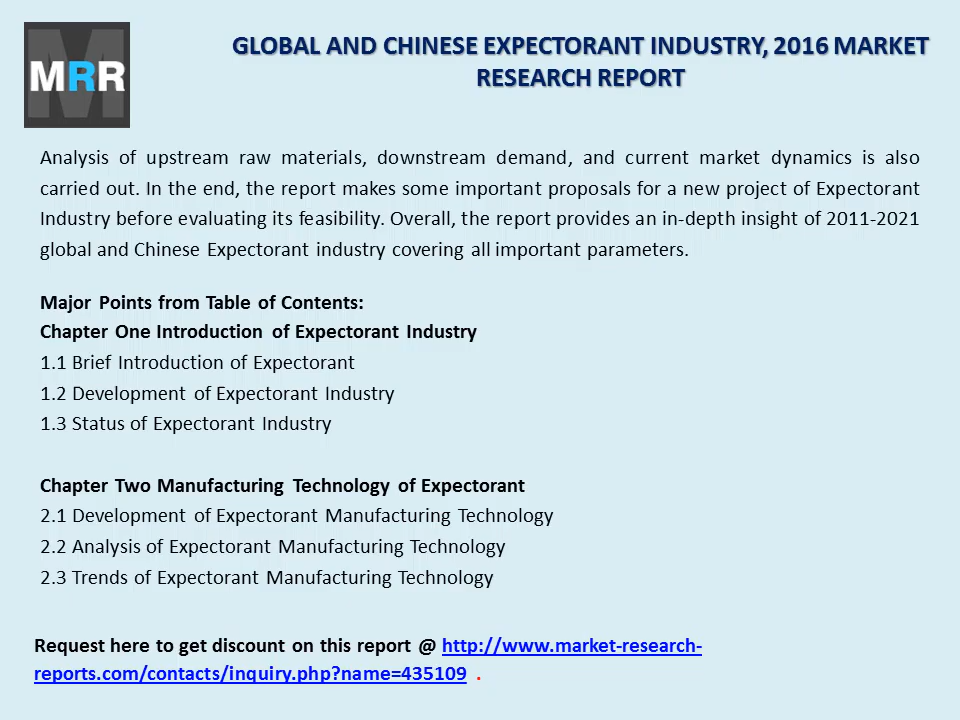 MRR
GLOBAL AND CHINESE EXPECTORANT INDUSTRY, 2016 MARKET
RESEARCH REPORT
Analysis of upstream raw materials, downstream demand, and current market dynamics is also
carried out. In the end, the report makes some important proposals for a new project of Expectorant
Industry before evaluating its feasibility. Overall, the report provides an in-depth insight of 2011-2021
global and Chinese Expectorant industry covering all important parameters.
Major Points from Table of Contents:
Chapter One Introduction of Expectorant Industry
1.1 Brief Introduction of Expectorant
1.2 Development of Expectorant Industry
1.3 Status of Expectorant Industry
Chapter Two Manufacturing Technology of Expectorant
2.1 Development of Expectorant Manufacturing Technology
2.2 Analysis of Expectorant Manufacturing Technology
2.3 Trends of Expectorant Manufacturing Technology
Request here to get discount on this report @ http://www.market-research-
reports.com/contacts/inquiry.php?name=435109 .